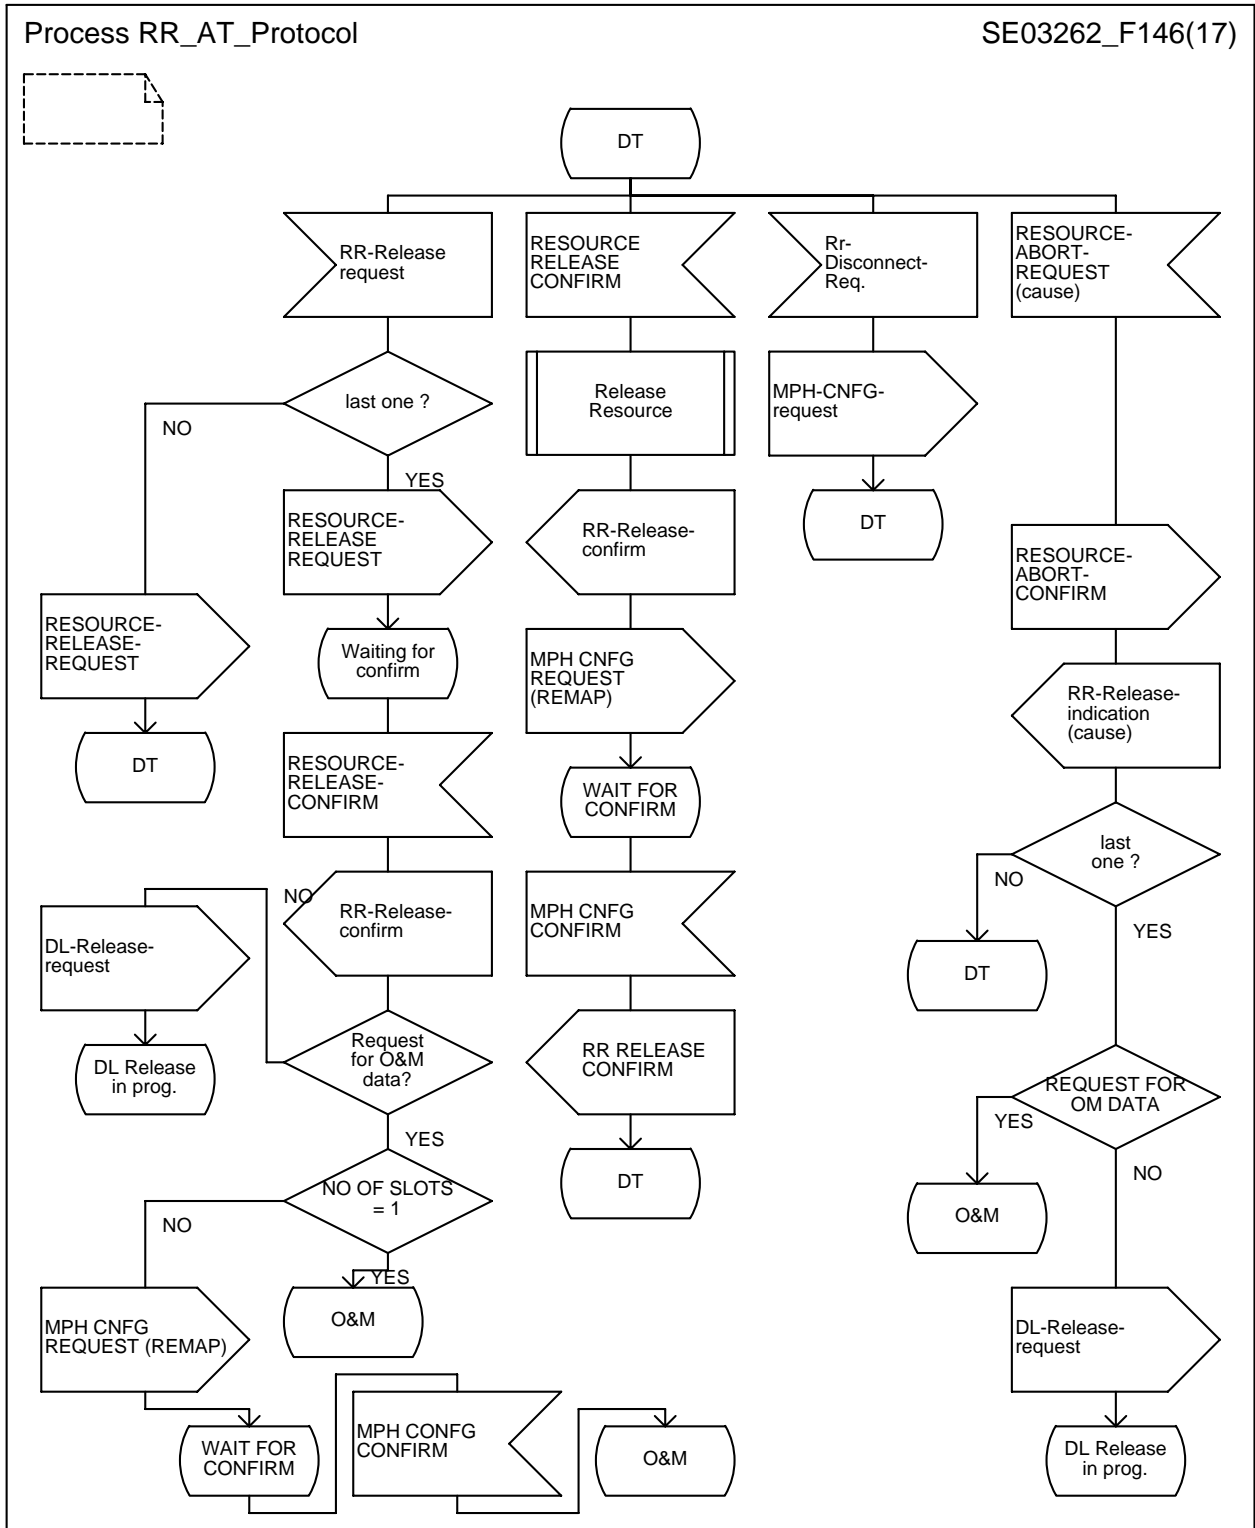 Process RR_AT_Protocol
SE03262_F146(17)
DT
RR-Release
request
RESOURCE
RELEASE
CONFIRM
Rr-
Disconnect-
Req.
RESOURCE-
ABORT-
REQUEST
(cause)
last one ?
NO
YES
Release
Resource
MPH-CNFG-
request
RESOURCE-
RELEASE
REQUEST
RR-Release-
confirm
DT
RESOURCE-
ABORT-
CONFIRM
RESOURCE-
RELEASE-
REQUEST
Waiting for
confirm
MPH CNFG
REQUEST
(REMAP)
RR-Release-
indication
(cause)
DT
RESOURCE-
RELEASE-
CONFIRM
WAIT FOR
CONFIRM
last
one ?
NO
YES
NO
RR-Release-
confirm
MPH CNFG
CONFIRM
DL-Release-
request
DT
Request
for O&M
data?
RR RELEASE
CONFIRM
DL Release
in prog.
REQUEST FOR
OM DATA
YES
NO
YES
NO OF SLOTS
= 1
DT
NO
YES
O&M
O&M
MPH CNFG
REQUEST (REMAP)
DL-Release-
request
WAIT FOR
CONFIRM
MPH CONFG
CONFIRM
O&M
DL Release
in prog.